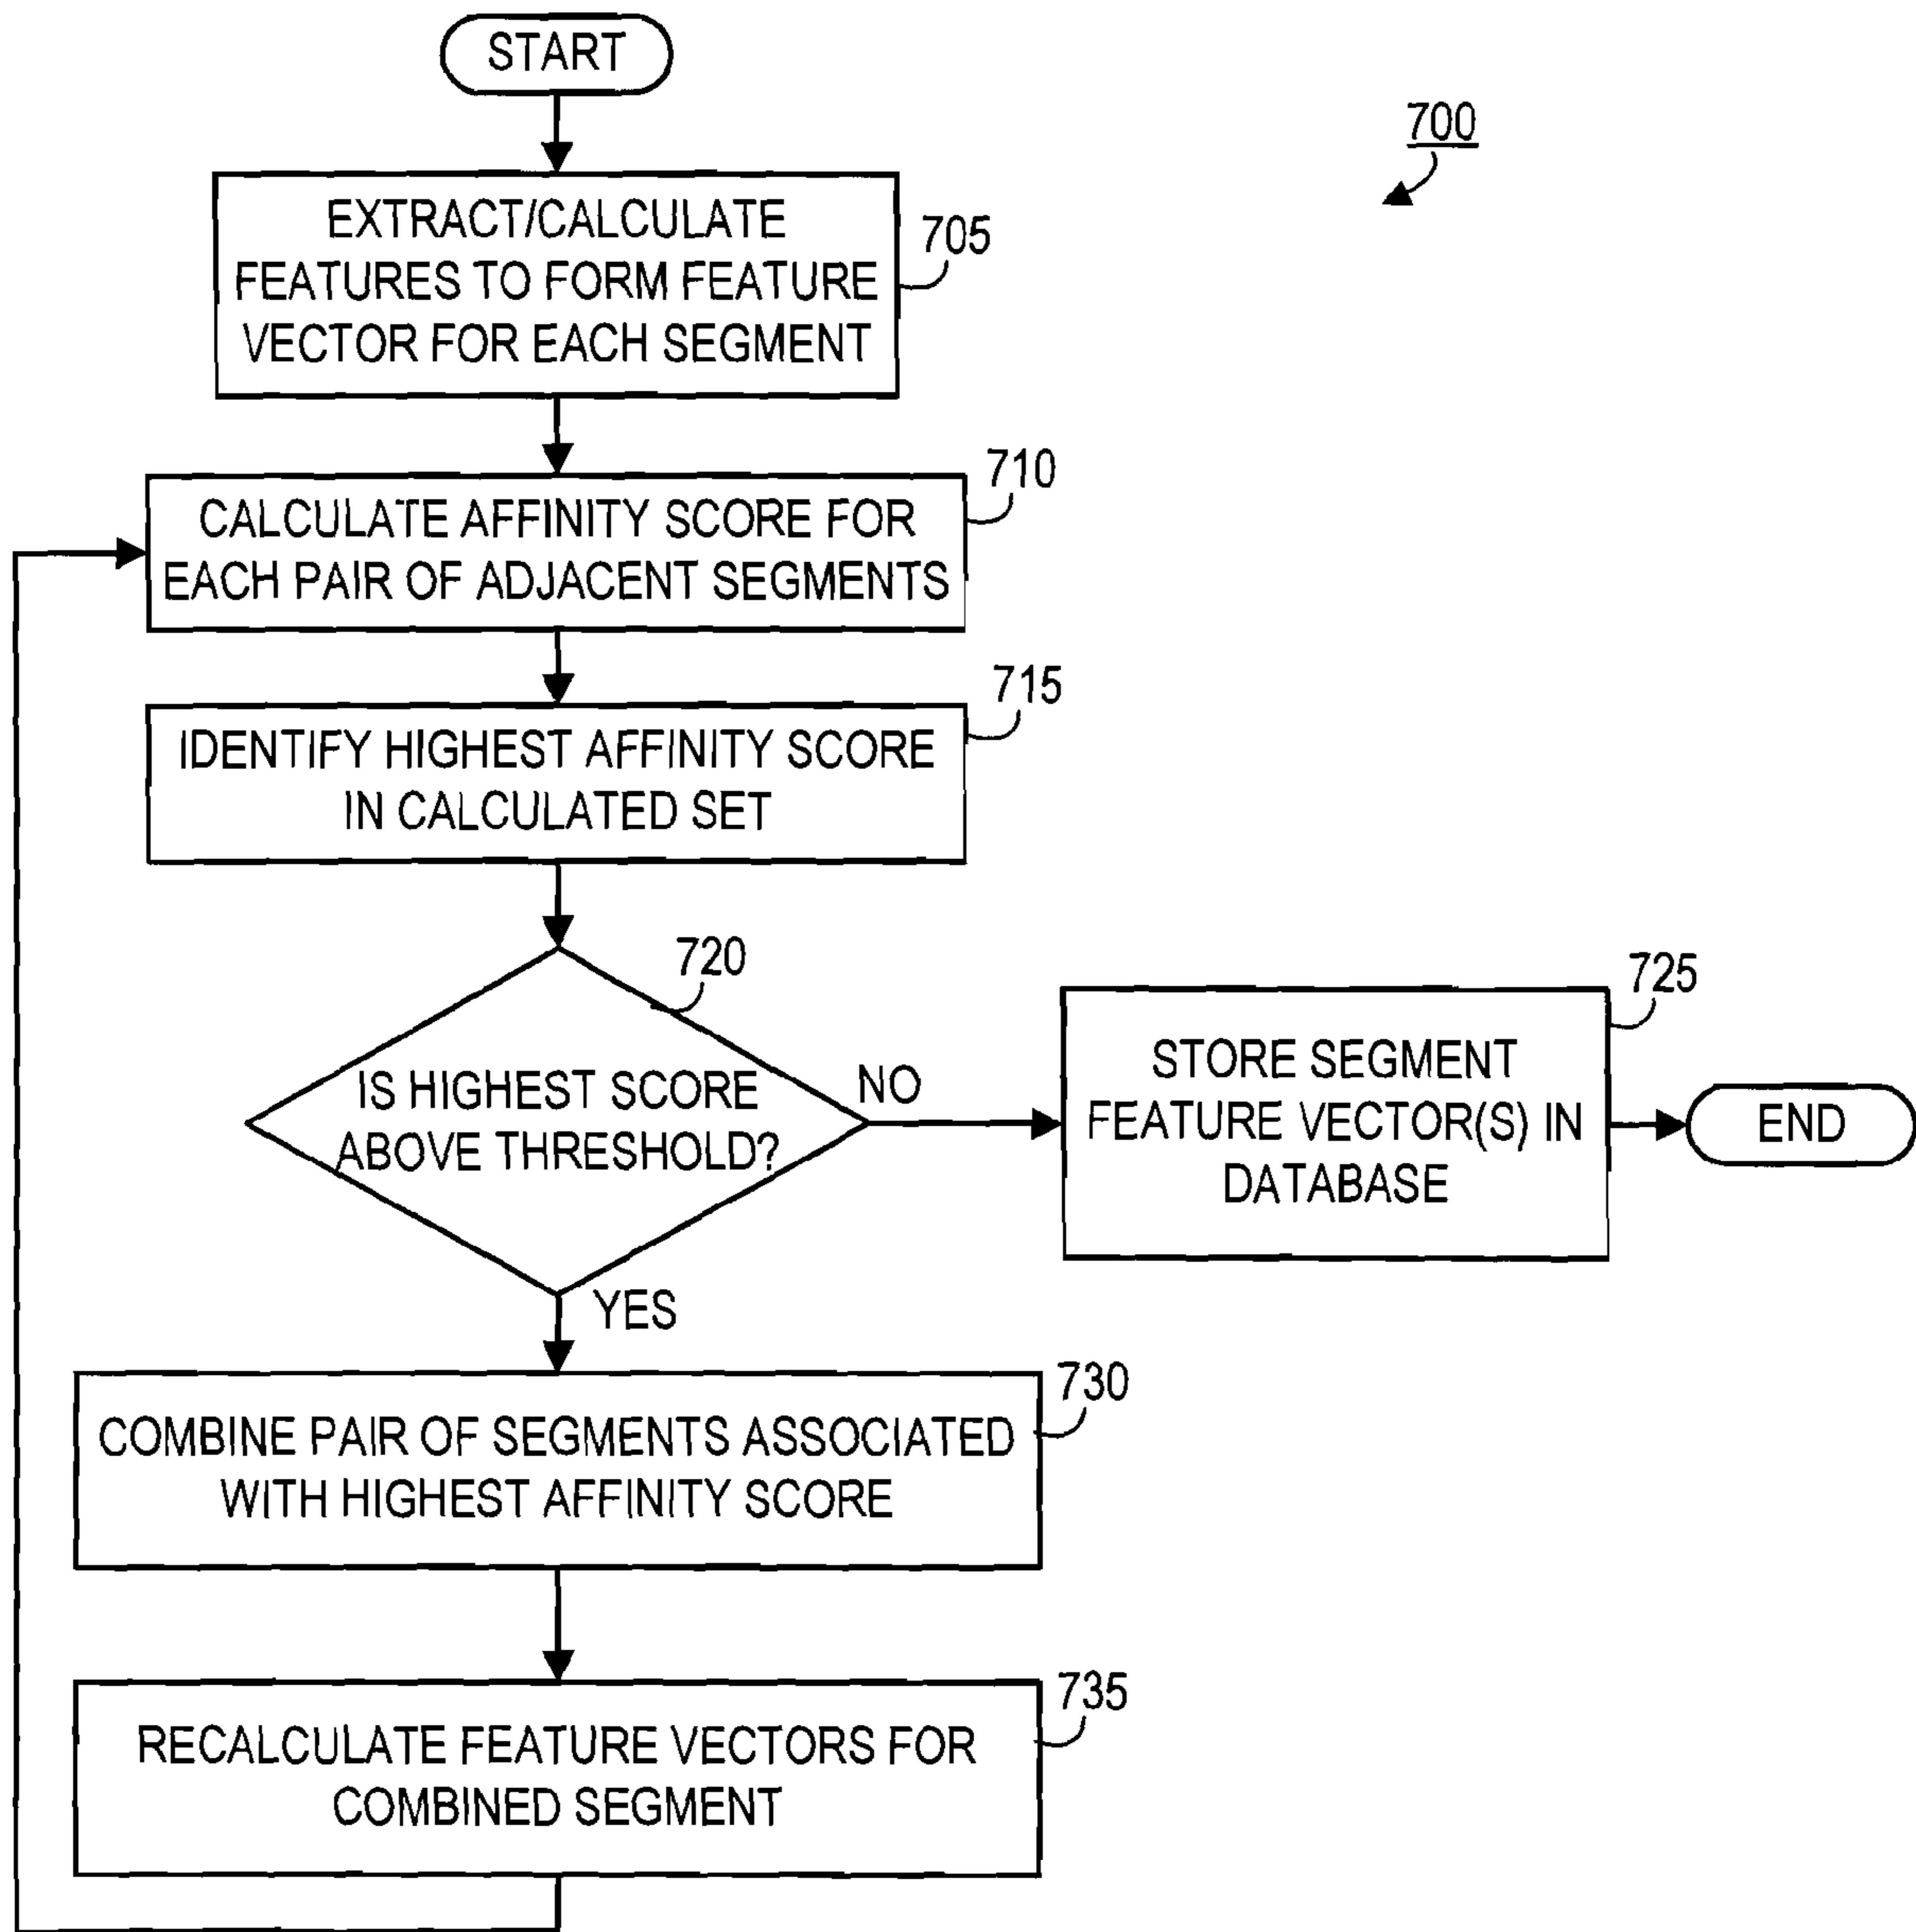 START
700
EXTRACT/CALCULATE
FEATURES TO FORM FEATURE
VECTOR FOR EACH SEGMENT
705
CALCULATE AFFINITY SCORE FOR
EACH PAIR OF ADJACENT SEGMENTS
710
IDENTIFY HIGHEST AFFINITY SCORE
IN CALCULATED SET
715
IS HIGHEST SCORE
ABOVE THRESHOLD?
720
NO
STORE SEGMENT
FEATURE VECTOR(S) IN
DATABASE
725
END
YES
COMBINE PAIR OF SEGMENTS ASSOCIATED
WITH HIGHEST AFFINITY SCORE
730
RECALCULATE FEATURE VECTORS FOR
COMBINED SEGMENT
735